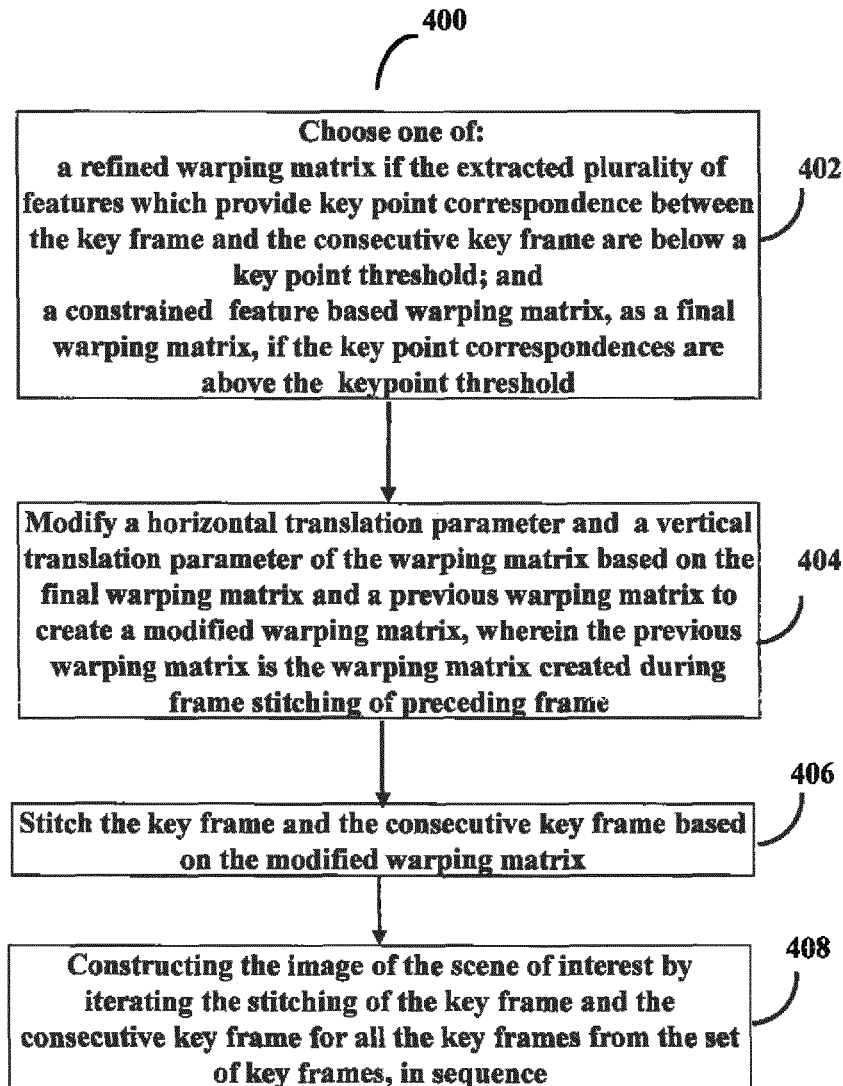 400
Choose one of:
a refined warping matrix if the extracted plurality of
features which provide key point correspondence between
the key frame and the consecutive key frame are below a
key point threshold; and
a constrained feature based warping matrix, as a final
warping matrix, if the key point correspondences are
above the keypoint threshold
402
Modify a horizontal translation parameter and a vertical
translation parameter of the warping matrix based on the
final warping matrix and a previous warping matrix to
create a modified warping matrix, wherein the previous
warping matrix is the warping matrix created during
frame stitching of preceding frame
404
Stitch the key frame and the consecutive key frame based
on the modified warping matrix
406
Constructing the image of the scene of interest by
iterating the stitching of the key frame and the
consecutive key frame for all the key frames from the set
of key frames, in sequence
408